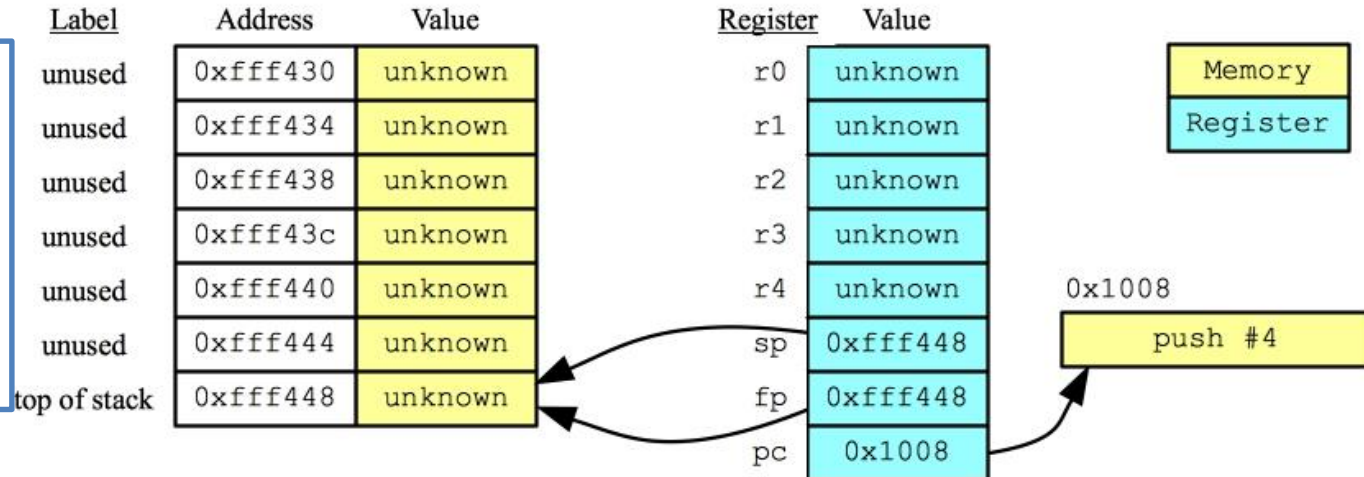 Label Address Value Register Value
unused 0xfff430 unknown r0 unknown Memory
unused 0xfff434 unknown r1 unknown Register
unused 0xfff438 unknown r2 unknown
unused 0xfff43c unknown r3 unknown
unused 0xfff440 unknown r4 unknown 0x1008
unused 0xfff444 unknown sp 0xfff448 push #4
top of stack 0xfff448 unknown fp 0xfff448
pc 0x1008